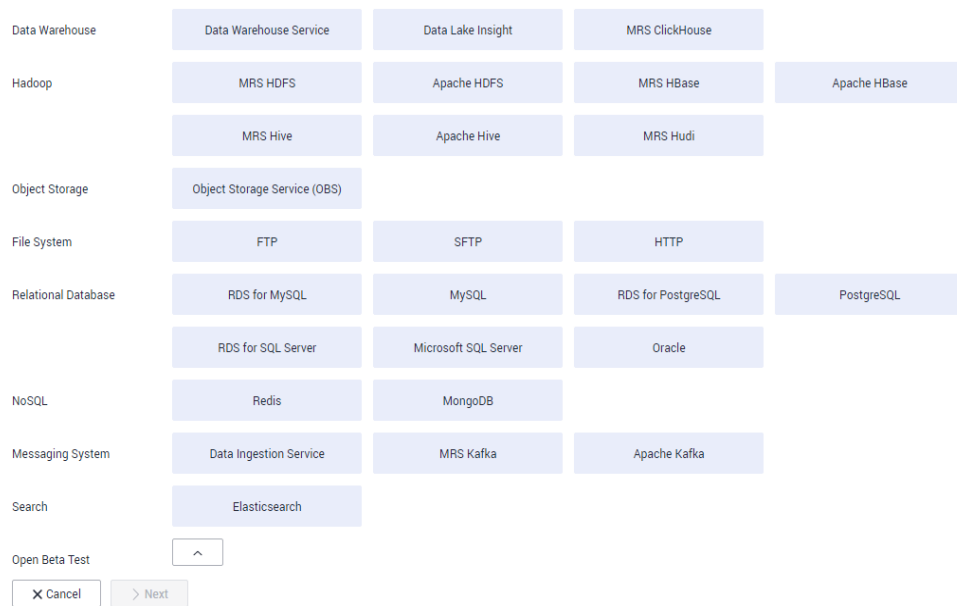 Data Warehouse Data Warehouse Service Data Lake Insight MRS ClickHouse
Hadoop MRS HDFS Apache HDFS MRS HBase Apache HBase
MRS Hive Apache Hive MRS Hudi
Object Storage Object Storage Service (OBS)
File System FTP SFTP HTTP
Relational Database RDS for MySQL MySQL RDS for PostgreSQL PostgreSQL
RDS for SQL Server Microsoft SQL Server Oracle
NoSQL Redis MongoDB
Messaging System Data Ingestion Service MRS Kafka Apache Kafka
Search Elasticsearch
Open Beta Test
Cancel Next